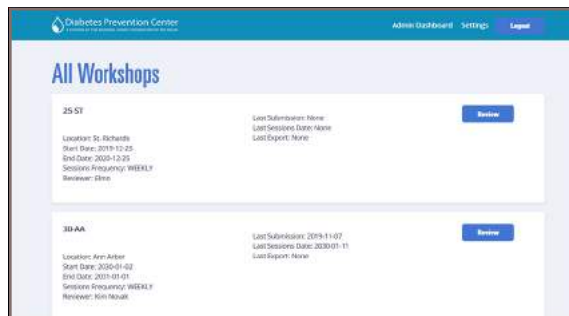 Diabetes Prevention Center
Admin Dashboard Settings Logout
All Workshops
25-ST
Review
Location: St. Richards
Start Date: 2019-12-25
End Date: 2020-12-25
Sessions Frequency: WEEKLY
Reviewer: Elmo
Last Submission: None
Last Sessions Date: None
Last Export: None
30-AA
Review
Location: Ann Arbor
Start Date: 2030-01-02
End Date: 2031-01-01
Sessions Frequency: WEEKLY
Reviewer: Kim Novak
Last Submission: 2019-11-07
Last Sessions Date: 2030-01-11
Last Export: None